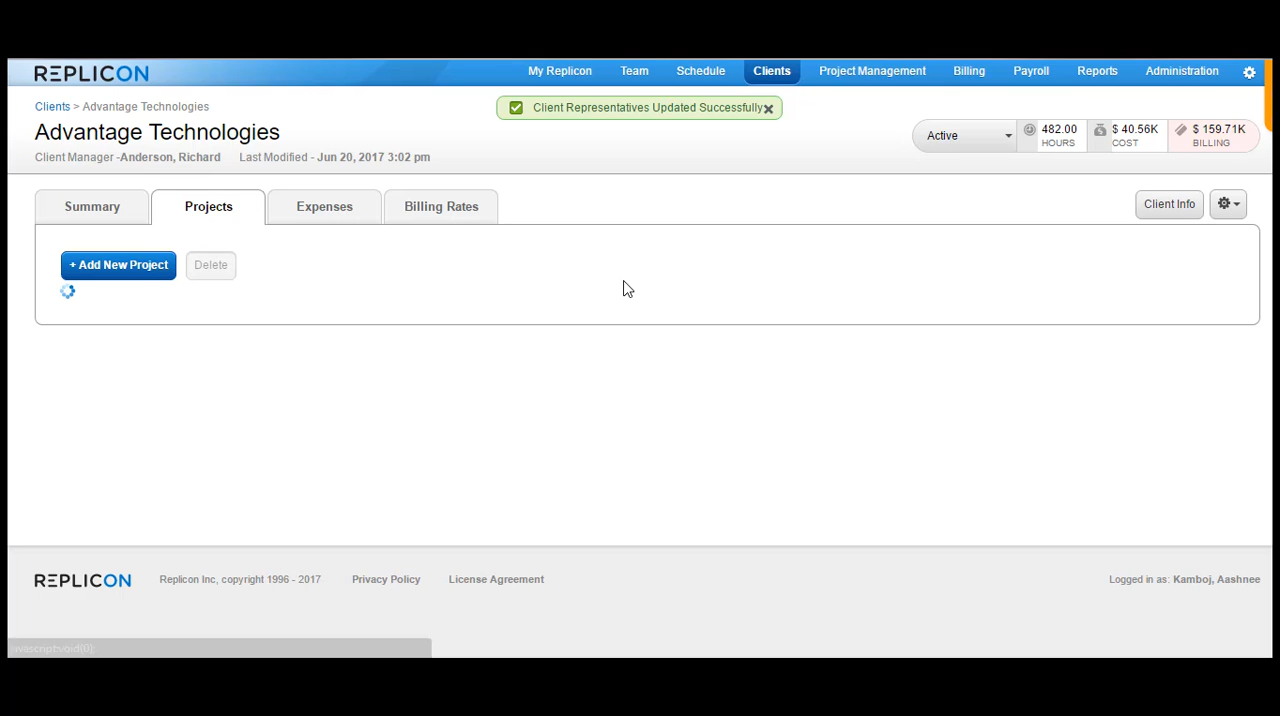 REPLICON
My Replicon Team Schedule Clients Project Management Billing Payroll Reports Administration
Clients > Advantage Technologies
Client Representatives Updated Successfully
Advantage Technologies
Active
482.00 HOURS
$ 40.56K COST
$ 159.71K BILLING
Client Manager -Anderson, Richard Last Modified - Jun 20, 2017 3:02 pm
Summary Projects Expenses Billing Rates Client Info
+ Add New Project Delete
REPLICON Replicon Inc, copyright 1996 - 2017 Privacy Policy License Agreement Logged in as: Kamboj, Aashnee
javascript:void(0);